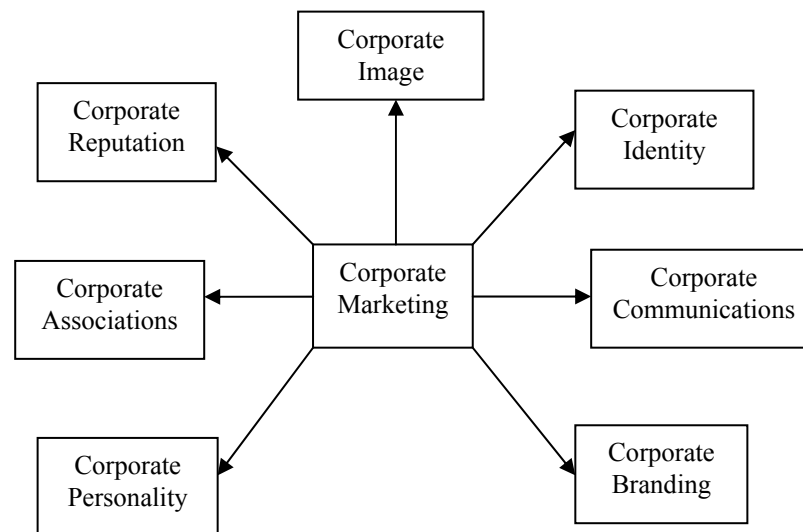 Corporate
Image
Corporate
Reputation
Corporate
Identity
Corporate
Associations
Corporate
Marketing
Corporate
Communications
Corporate
Personality
Corporate
Branding